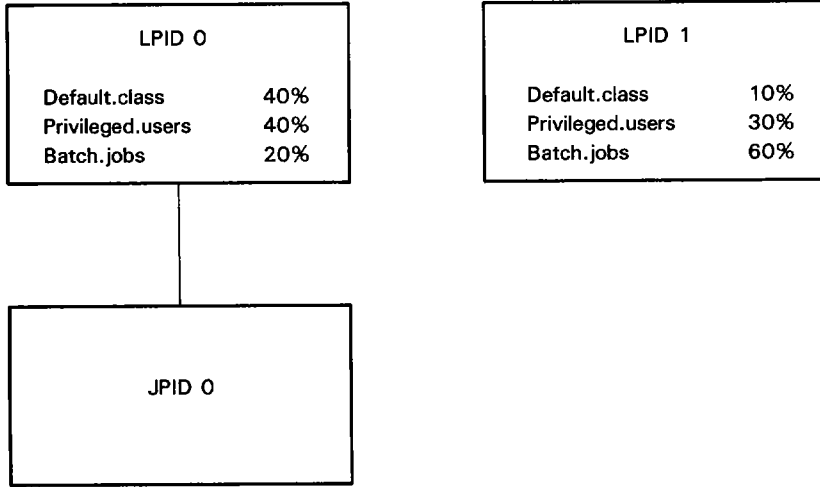 LPID 0
Default.class 40%
Privileged.users 40%
Batch.jobs 20%
LPID 1
Default.class 10%
Privileged.users 30%
Batch.jobs 60%
JPID 0